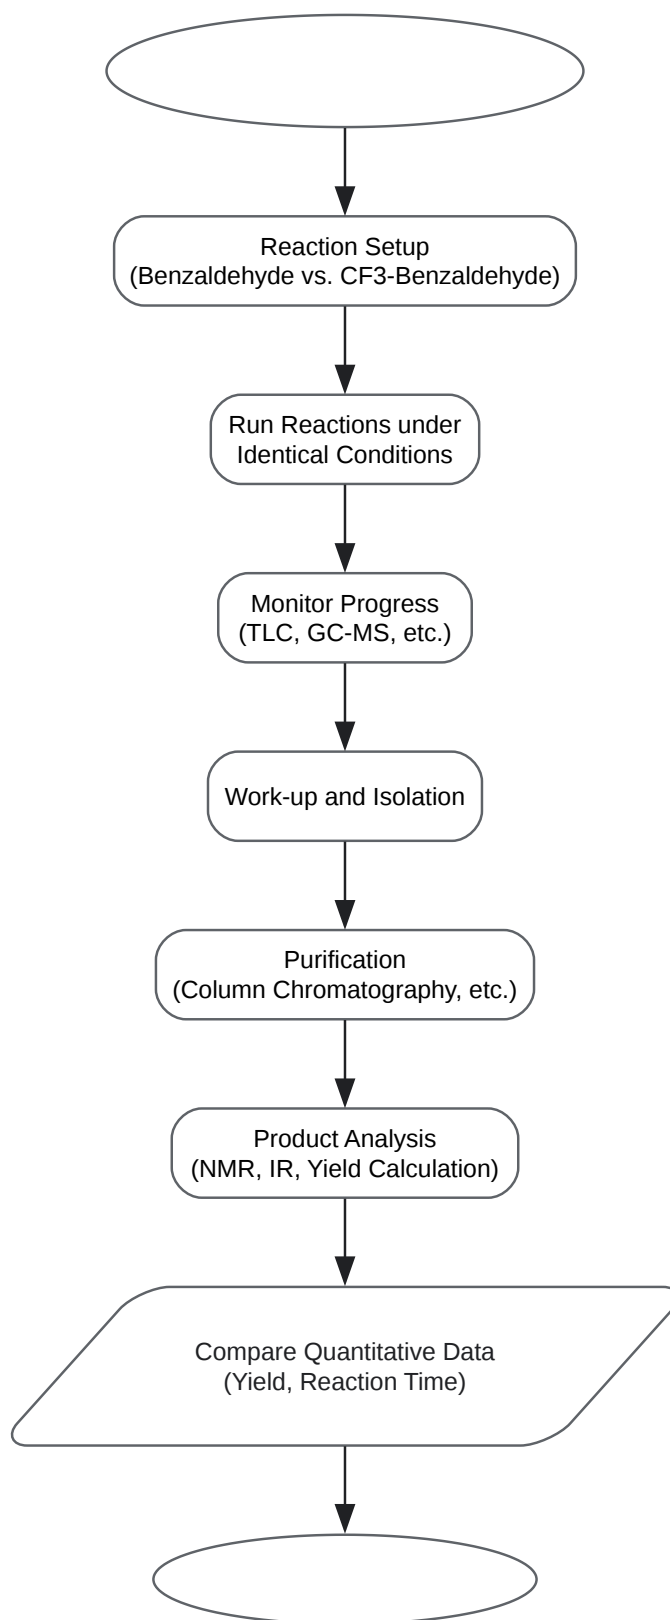 Reaction Setup
(Benzaldehyde vs. CF3-Benzaldehyde)
Run Reactions under
Identical Conditions
Monitor Progress
(TLC, GC-MS, etc.)
Work-up and Isolation
Purification
(Column Chromatography, etc.)
Product Analysis
(NMR, IR, Yield Calculation)
Compare Quantitative Data
(Yield, Reaction Time)